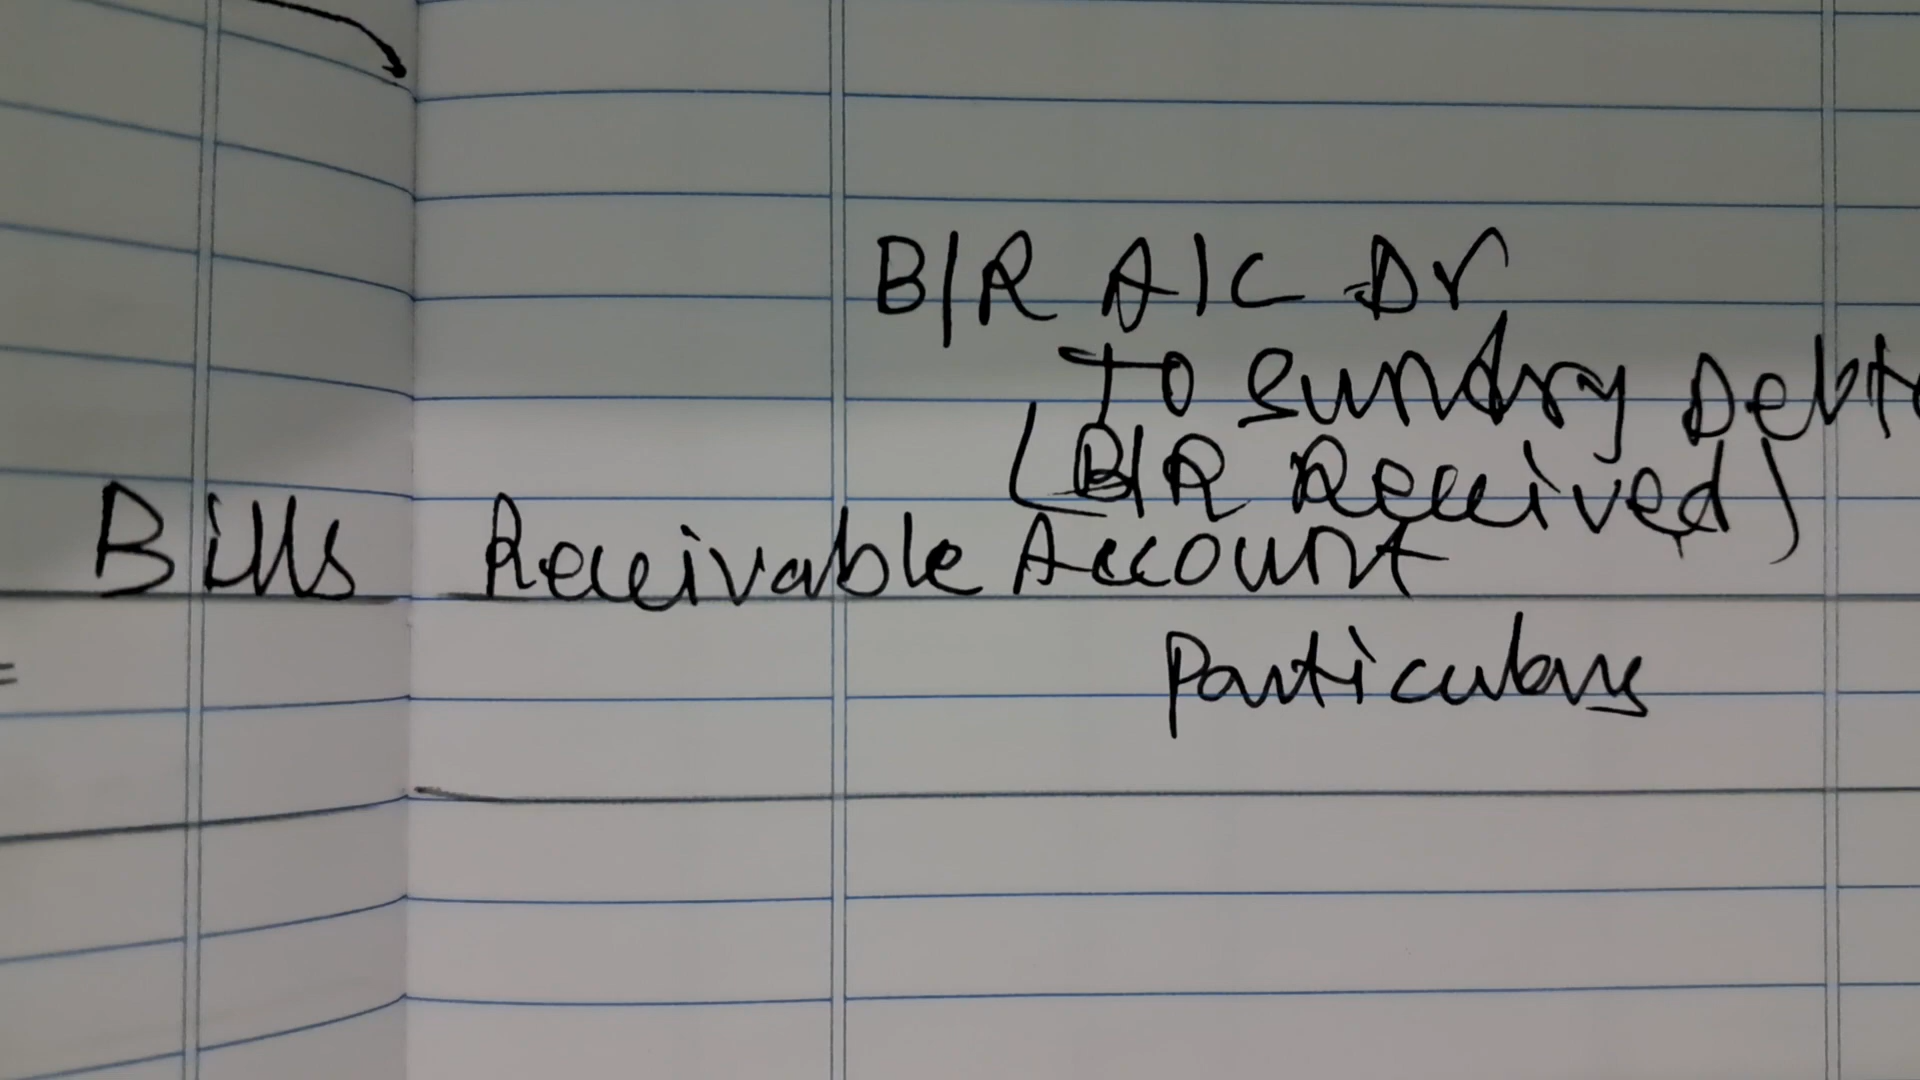 B/R A/C Dr
To Sundry Debt
(B/R Received)
Bills Receivable Account
Particulars